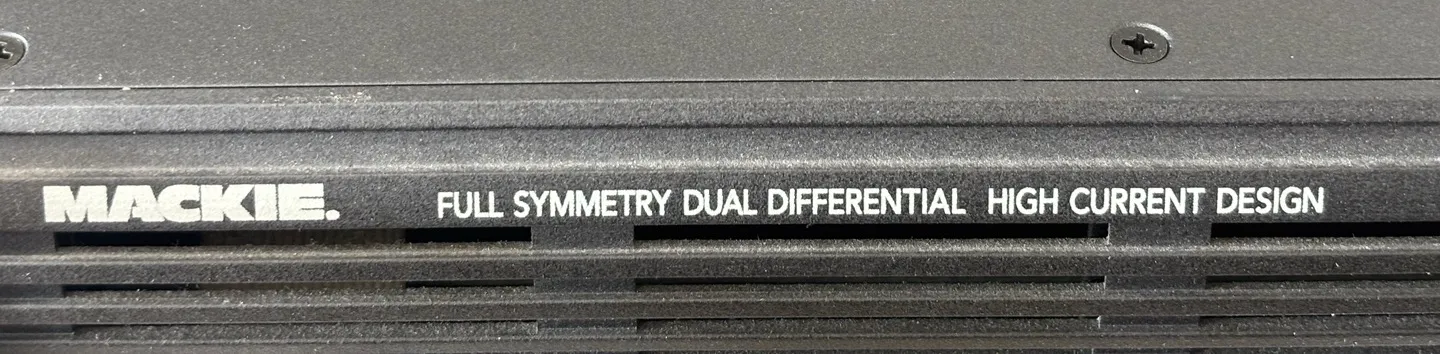 MACKIE. FULL SYMMETRY DUAL DIFFERENTIAL HIGH CURRENT DESIGN